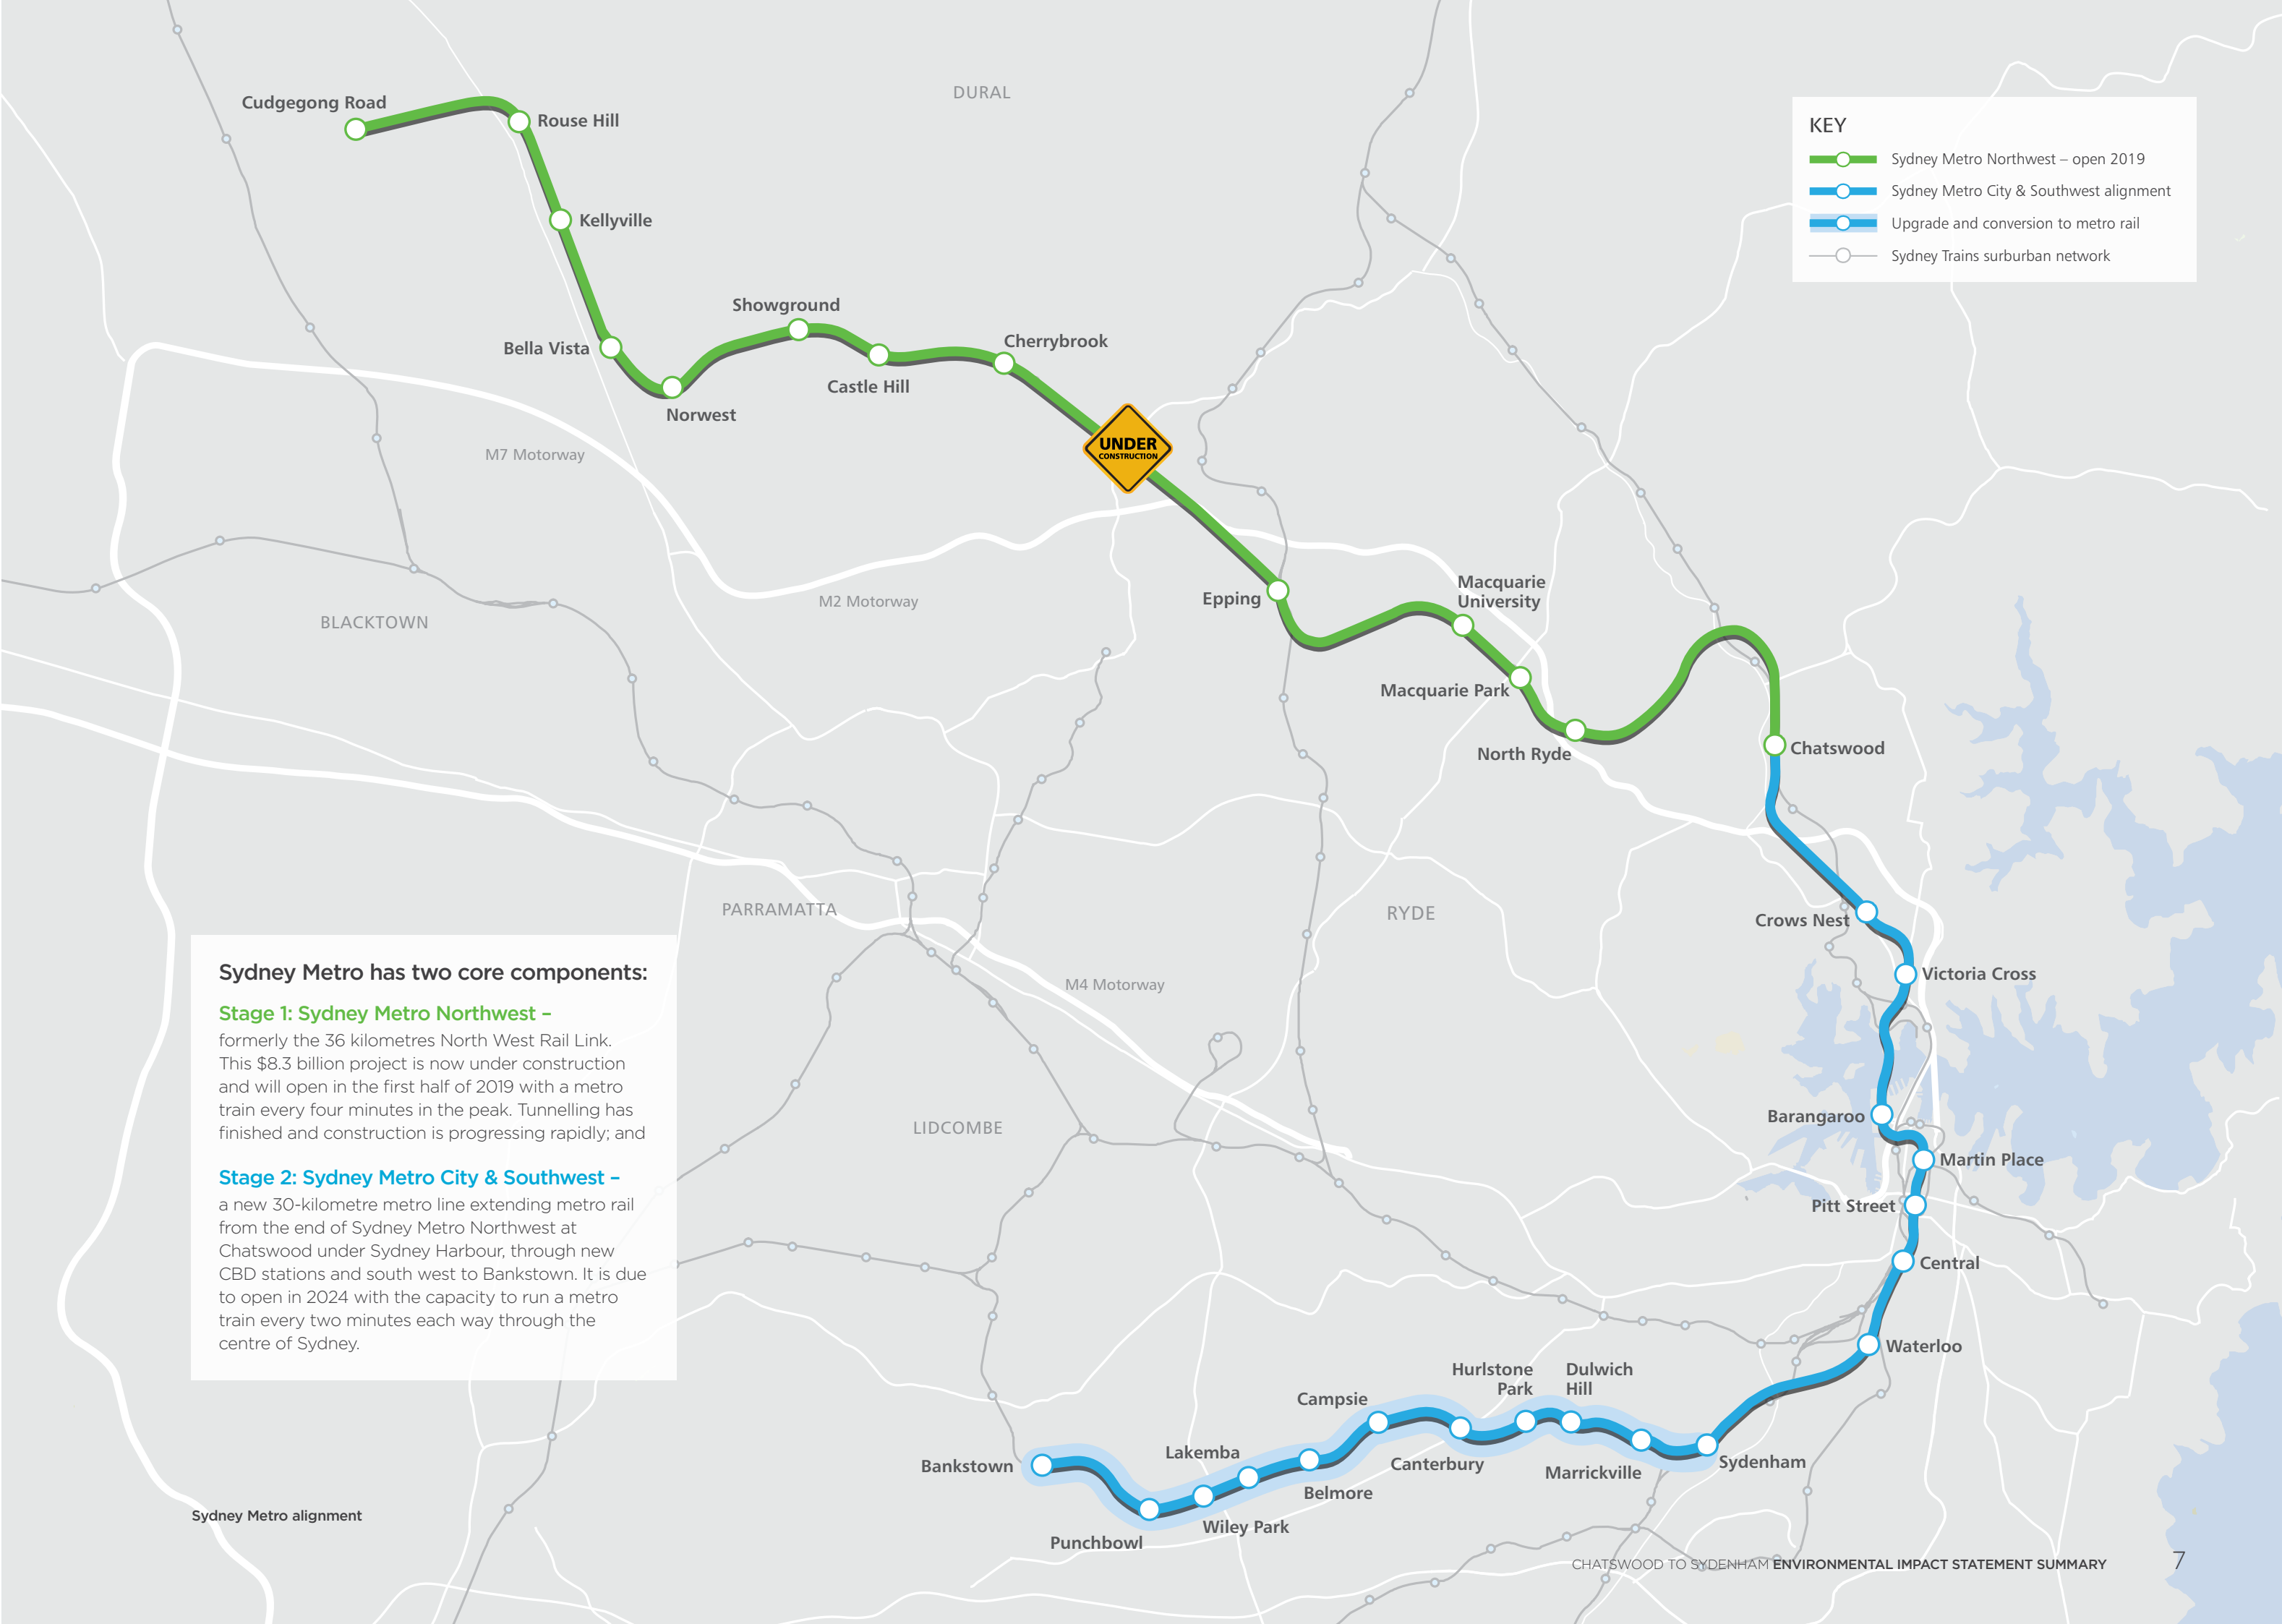 Cudgegong Road
Rouse Hill
Kellyville
Bella Vista
Norwest
Showground
Castle Hill
Cherrybrook
DURAL
UNDER
CONSTRUCTION
M7 Motorway
M2 Motorway
BLACKTOWN
Epping
Macquarie
University
Macquarie Park
North Ryde
Chatswood
KEY
Sydney Metro Northwest – open 2019
Sydney Metro City & Southwest alignment
Upgrade and conversion to metro rail
Sydney Trains surburban network
PARRAMATTA
RYDE
M4 Motorway
LIDCOMBE
Crows Nest
Victoria Cross
Barangaroo
Martin Place
Pitt Street
Central
Waterloo
Sydenham
Marrickville
Dulwich
Hill
Hurlstone
Park
Canterbury
Campsie
Belmore
Lakemba
Wiley Park
Punchbowl
Bankstown
Sydney Metro has two core components:
Stage 1: Sydney Metro Northwest –
formerly the 36 kilometres North West Rail Link.
This $8.3 billion project is now under construction
and will open in the first half of 2019 with a metro
train every four minutes in the peak. Tunnelling has
finished and construction is progressing rapidly; and
Stage 2: Sydney Metro City & Southwest –
a new 30-kilometre metro line extending metro rail
from the end of Sydney Metro Northwest at
Chatswood under Sydney Harbour, through new
CBD stations and south west to Bankstown. It is due
to open in 2024 with the capacity to run a metro
train every two minutes each way through the
centre of Sydney.
Sydney Metro alignment
CHATSWOOD TO SYDENHAM ENVIRONMENTAL IMPACT STATEMENT SUMMARY 7